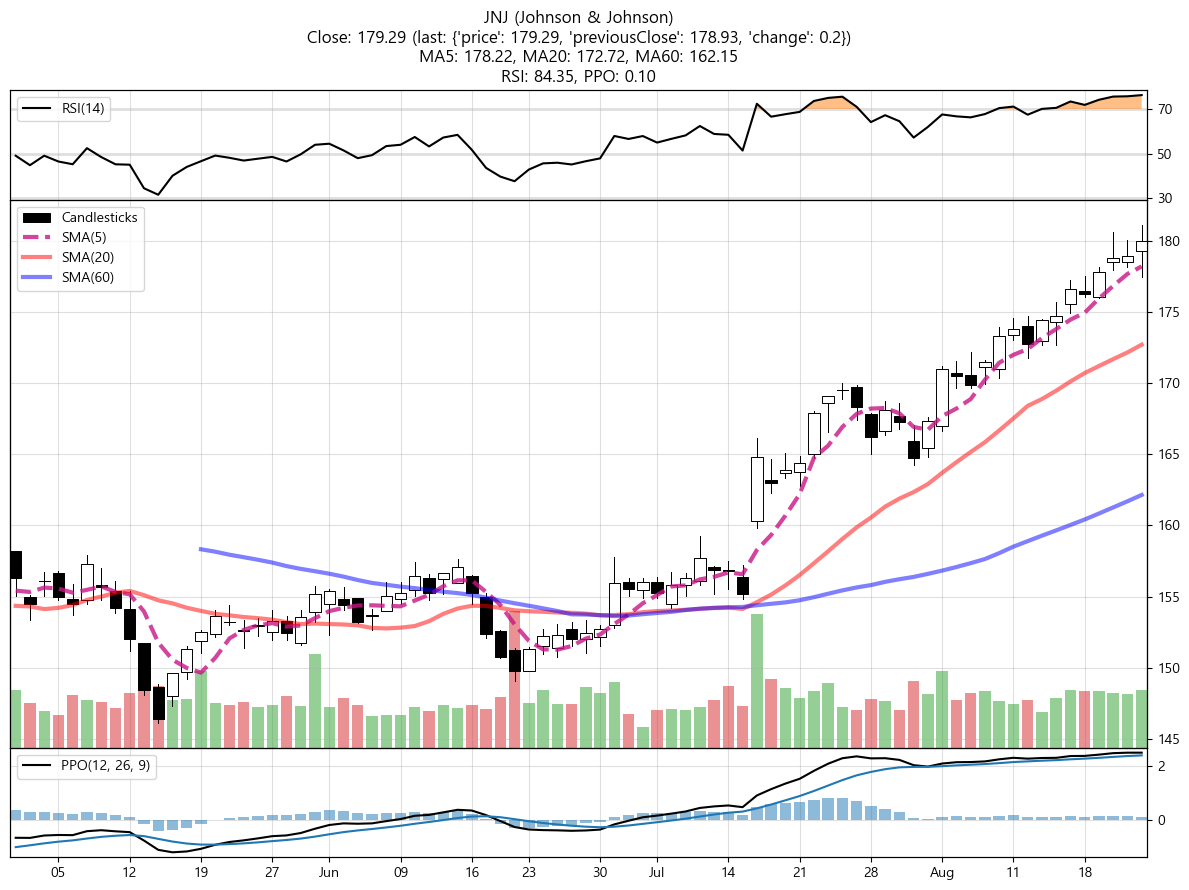 JNJ (Johnson & Johnson)
Close: 179.29 (last: {'price': 179.29, 'previousClose': 178.93, 'change': 0.2})
MA5: 178.22, MA20: 172.72, MA60: 162.15
RSI: 84.35, PPO: 0.10
RSI(14)
70
50
30
Candlesticks
SMA(5)
SMA(20)
SMA(60)
180
175
170
165
160
155
150
145
PPO(12, 26, 9)
2
0
05 12 19 27 Jun 09 16 23 30 Jul 14 21 28 Aug 11 18